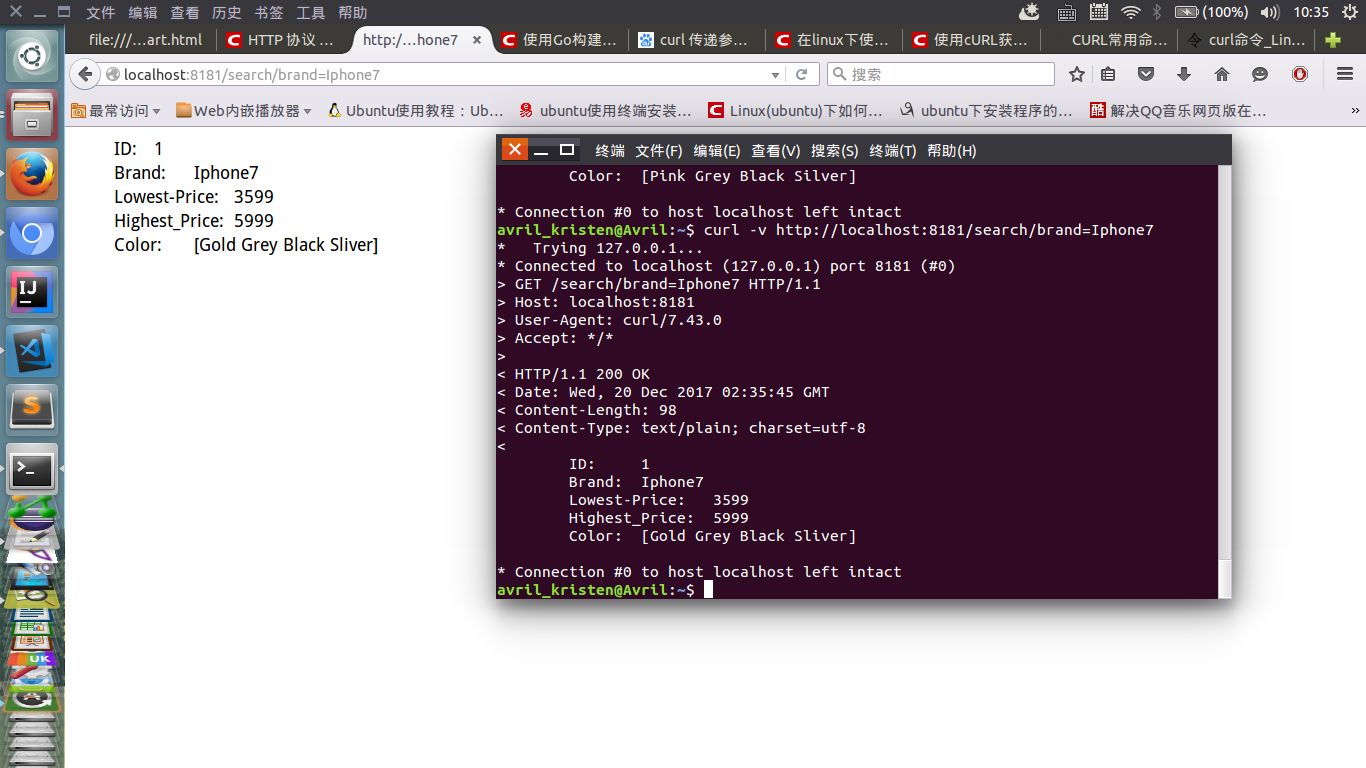 文件 编辑 查看 历史 书签 工具 帮助
(100%) 10:35
file:///...art.html
HTTP 协议 ...
http:/...hone7
使用Go构建...
curl 传递参...
在linux下使...
使用cURL获...
CURL常用命...
curl命令_Lin...
localhost:8181/search/brand=Iphone7
搜索
最常访问
Web内嵌播放器
Ubuntu使用教程：Ub...
ubuntu使用终端安装...
Linux(ubuntu)下如何...
ubuntu下安装程序的...
酷 解决QQ音乐网页版在...
ID: 1
Brand: Iphone7
Lowest-Price: 3599
Highest_Price: 5999
Color: [Gold Grey Black Sliver]
终端 文件(F) 编辑(E) 查看(V) 搜索(S) 终端(T) 帮助(H)
Color: [Pink Grey Black Silver]
* Connection #0 to host localhost left intact
avril_kristen@Avril:~$ curl -v http://localhost:8181/search/brand=Iphone7
* Trying 127.0.0.1...
* Connected to localhost (127.0.0.1) port 8181 (#0)
> GET /search/brand=Iphone7 HTTP/1.1
> Host: localhost:8181
> User-Agent: curl/7.43.0
> Accept: */*
>
< HTTP/1.1 200 OK
< Date: Wed, 20 Dec 2017 02:35:45 GMT
< Content-Length: 98
< Content-Type: text/plain; charset=utf-8
<
ID: 1
Brand: Iphone7
Lowest-Price: 3599
Highest_Price: 5999
Color: [Gold Grey Black Sliver]
* Connection #0 to host localhost left intact
avril_kristen@Avril:~$
IJ
S
>_
UK